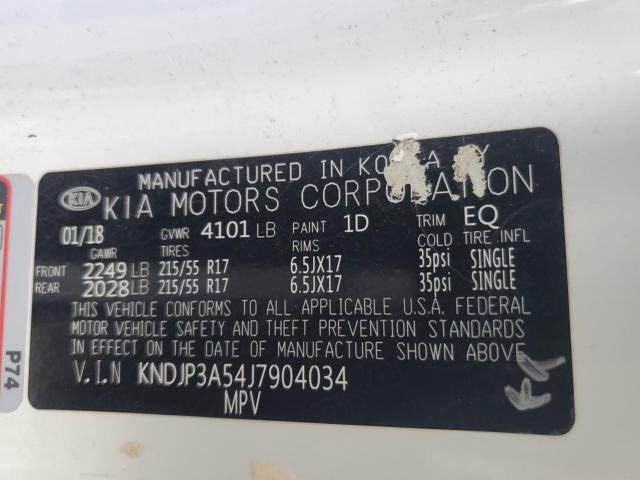 MANUFACTURED IN KOREA BY
KIA KIA MOTORS CORPORATION
01/18 GVWR 4101 LB PAINT 1D TRIM EQ
GAWR TIRES RIMS COLD TIRE INFL
FRONT 2249 LB 215/55 R17 6.5JX17 35psi SINGLE
REAR 2028 LB 215/55 R17 6.5JX17 35psi SINGLE
THIS VEHICLE CONFORMS TO ALL APPLICABLE U.S.A. FEDERAL
MOTOR VEHICLE SAFETY AND THEFT PREVENTION STANDARDS
IN EFFECT ON THE DATE OF MANUFACTURE SHOWN ABOVE.
V.I.N KNDJP3A54J7904034
MPV
P74